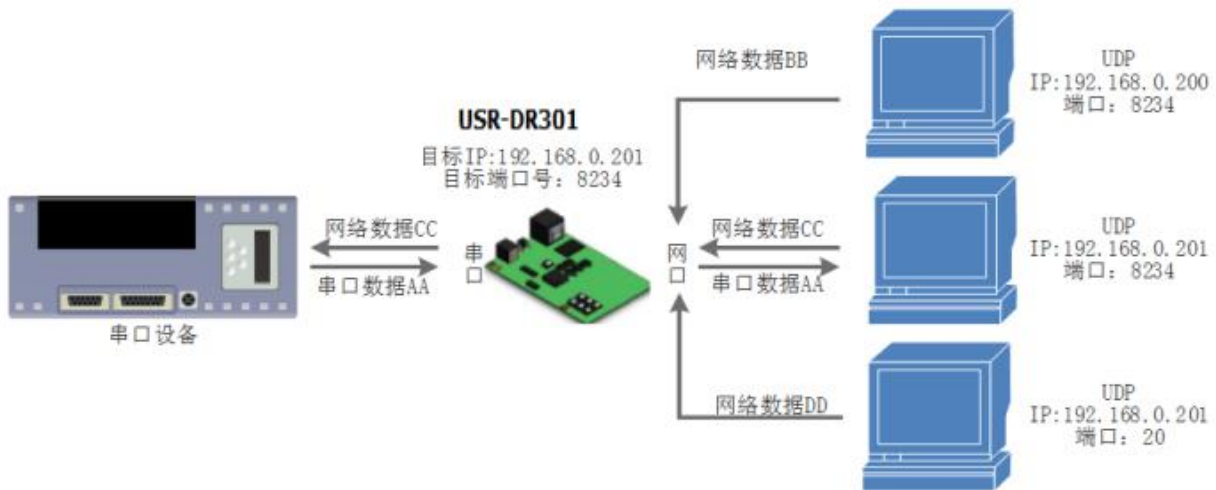 网络数据BB
UDP
IP:192.168.0.200
端口：8234
USR-DR301
目标IP:192.168.0.201
目标端口号：8234
网络数据CC
串口数据AA
串口设备
串口
网口
网络数据CC
串口数据AA
UDP
IP:192.168.0.201
端口：8234
网络数据DD
UDP
IP:192.168.0.201
端口：20